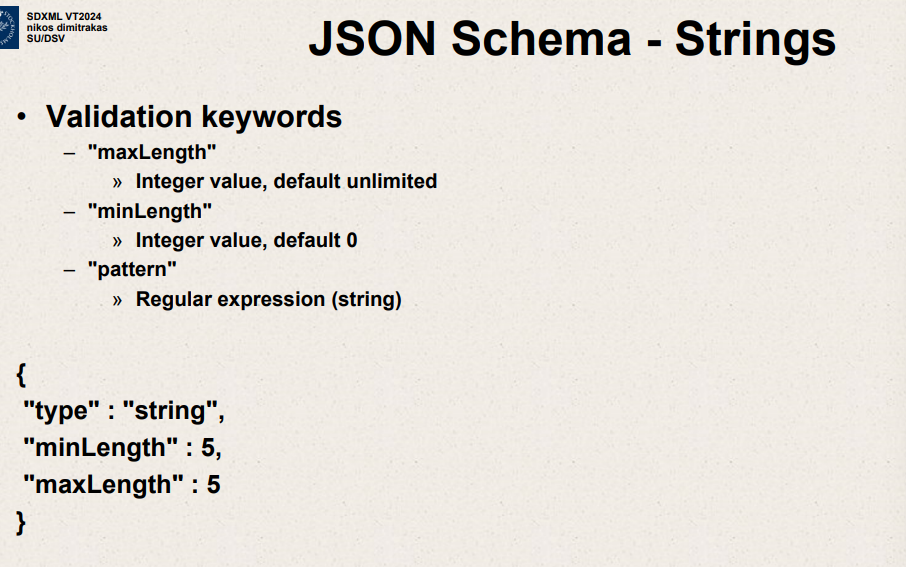 SDXML VT2024
nikos dimitrakas
SU/DSV
JSON Schema - Strings
• Validation keywords
– "maxLength"
» Integer value, default unlimited
– "minLength"
» Integer value, default 0
– "pattern"
» Regular expression (string)
{
"type" : "string",
"minLength" : 5,
"maxLength" : 5
}